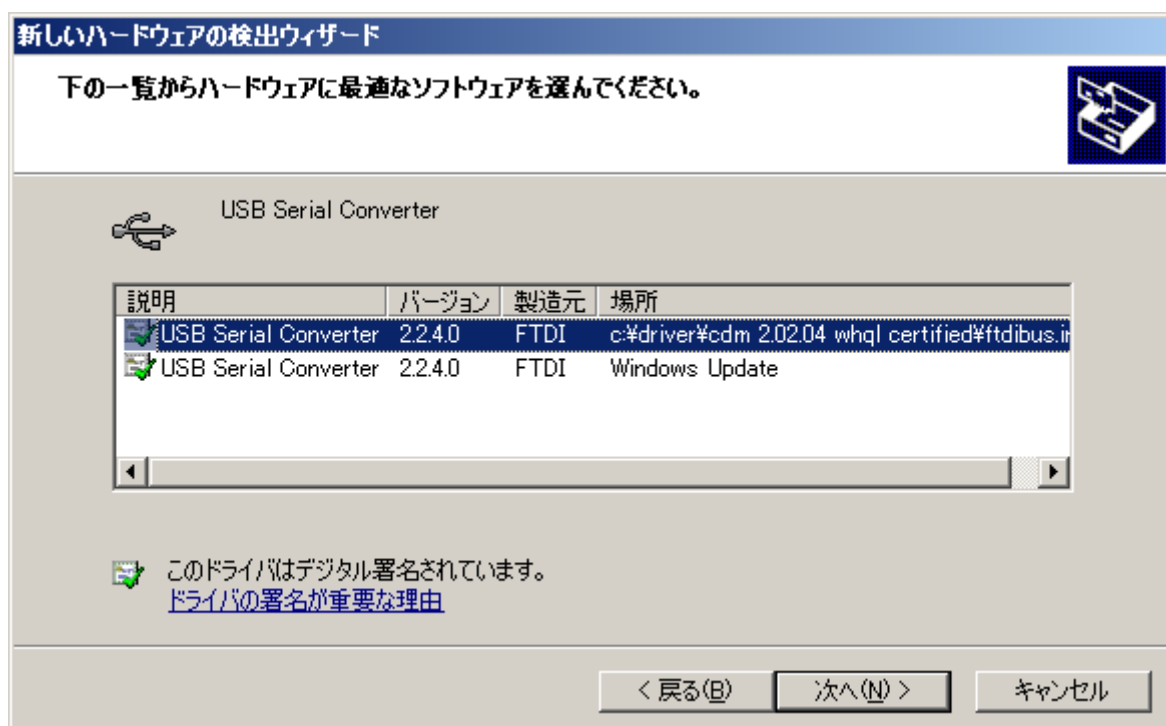 新しいハードウェアの検出ウィザード
下の一覧からハードウェアに最適なソフトウェアを選んでください。
USB Serial Converter
説明 バージョン 製造元 場所
USB Serial Converter 2.2.4.0 FTDI c:¥driver¥cdm 2.02.04 whql certified¥ftdibus.in
USB Serial Converter 2.2.4.0 FTDI Windows Update
このドライバはデジタル署名されています。
ドライバの署名が重要な理由
< 戻る(B) 次へ(N) > キャンセル